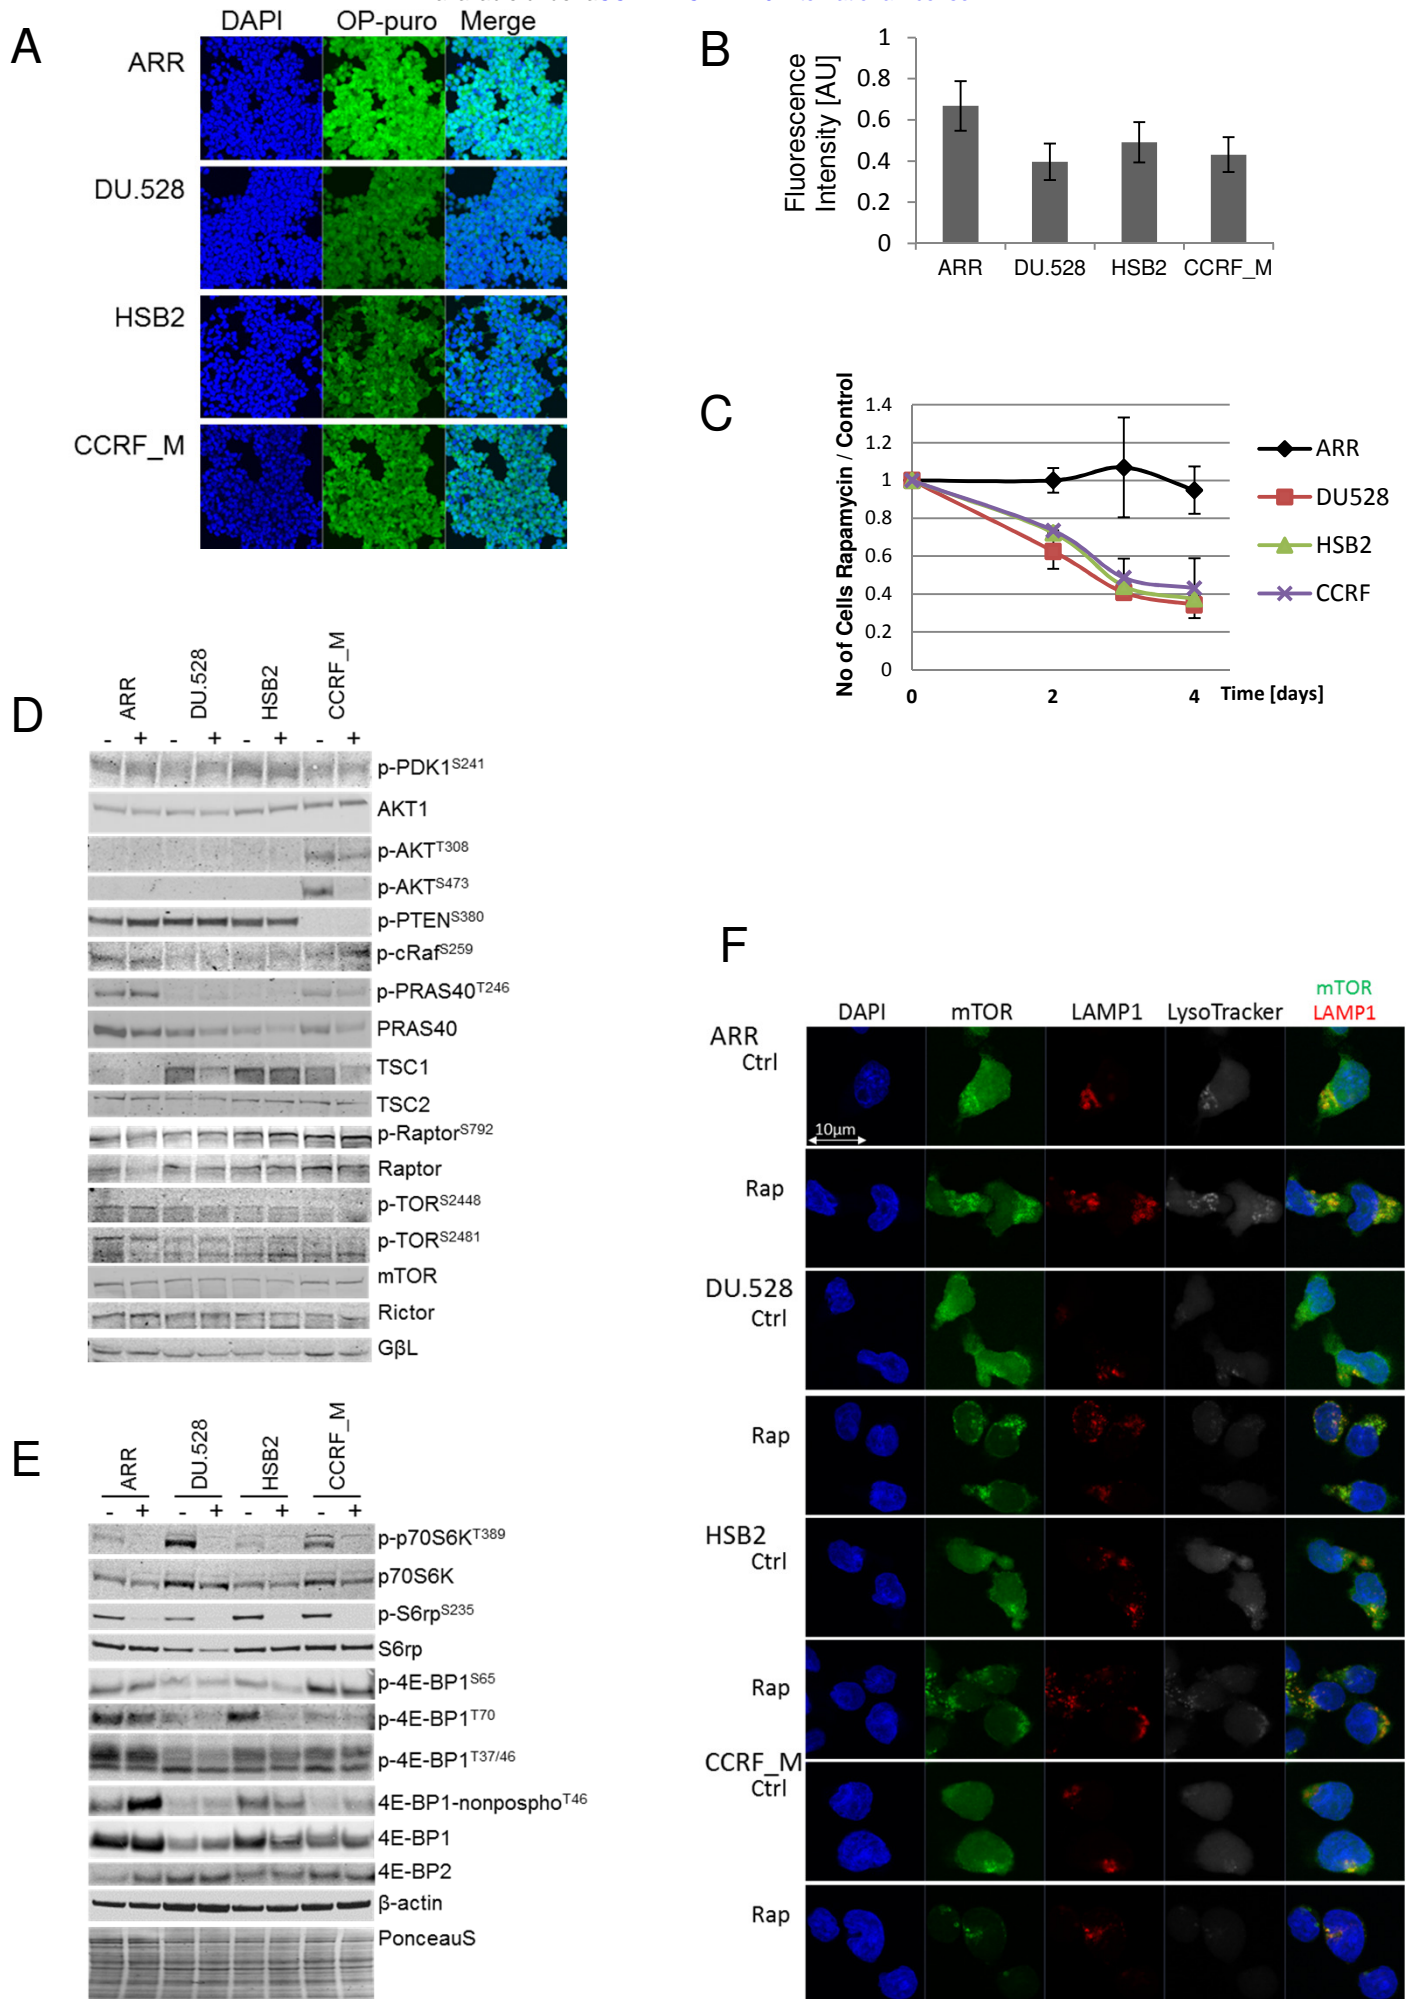 A
DAPI OP-puro Merge
ARR
DU.528
HSB2
CCRF_M
B
Fluorescence
Intensity [AU]
1
0.8
0.6
0.4
0.2
0
ARR DU.528 HSB2 CCRF_M
C
No of Cells Rapamycin / Control
1.4
1.2
1
0.8
0.6
0.4
0.2
0
0 2 4 Time [days]
ARR
DU528
HSB2
CCRF
D
ARR DU.528 HSB2 CCRF_M
- + - + - + - +
p-PDK1S241
AKT1
p-AKTT308
p-AKTS473
p-PTENS380
p-cRafS259
p-PRAS40T246
PRAS40
TSC1
TSC2
p-RaptorS792
Raptor
p-TORS2448
p-TORS2481
mTOR
Rictor
GβL
E
ARR DU.528 HSB2 CCRF_M
- + - + - + - +
p-p70S6KT389
p70S6K
p-S6rpS235
S6rp
p-4E-BP1S65
p-4E-BP1T70
p-4E-BP1T37/46
4E-BP1-nonposphoT46
4E-BP1
4E-BP2
ß-actin
PonceauS
F
mTOR
DAPI mTOR LAMP1 LysoTracker LAMP1
ARR
Ctrl
10µm
Rap
DU.528
Ctrl
Rap
HSB2
Ctrl
Rap
CCRF_M
Ctrl
Rap